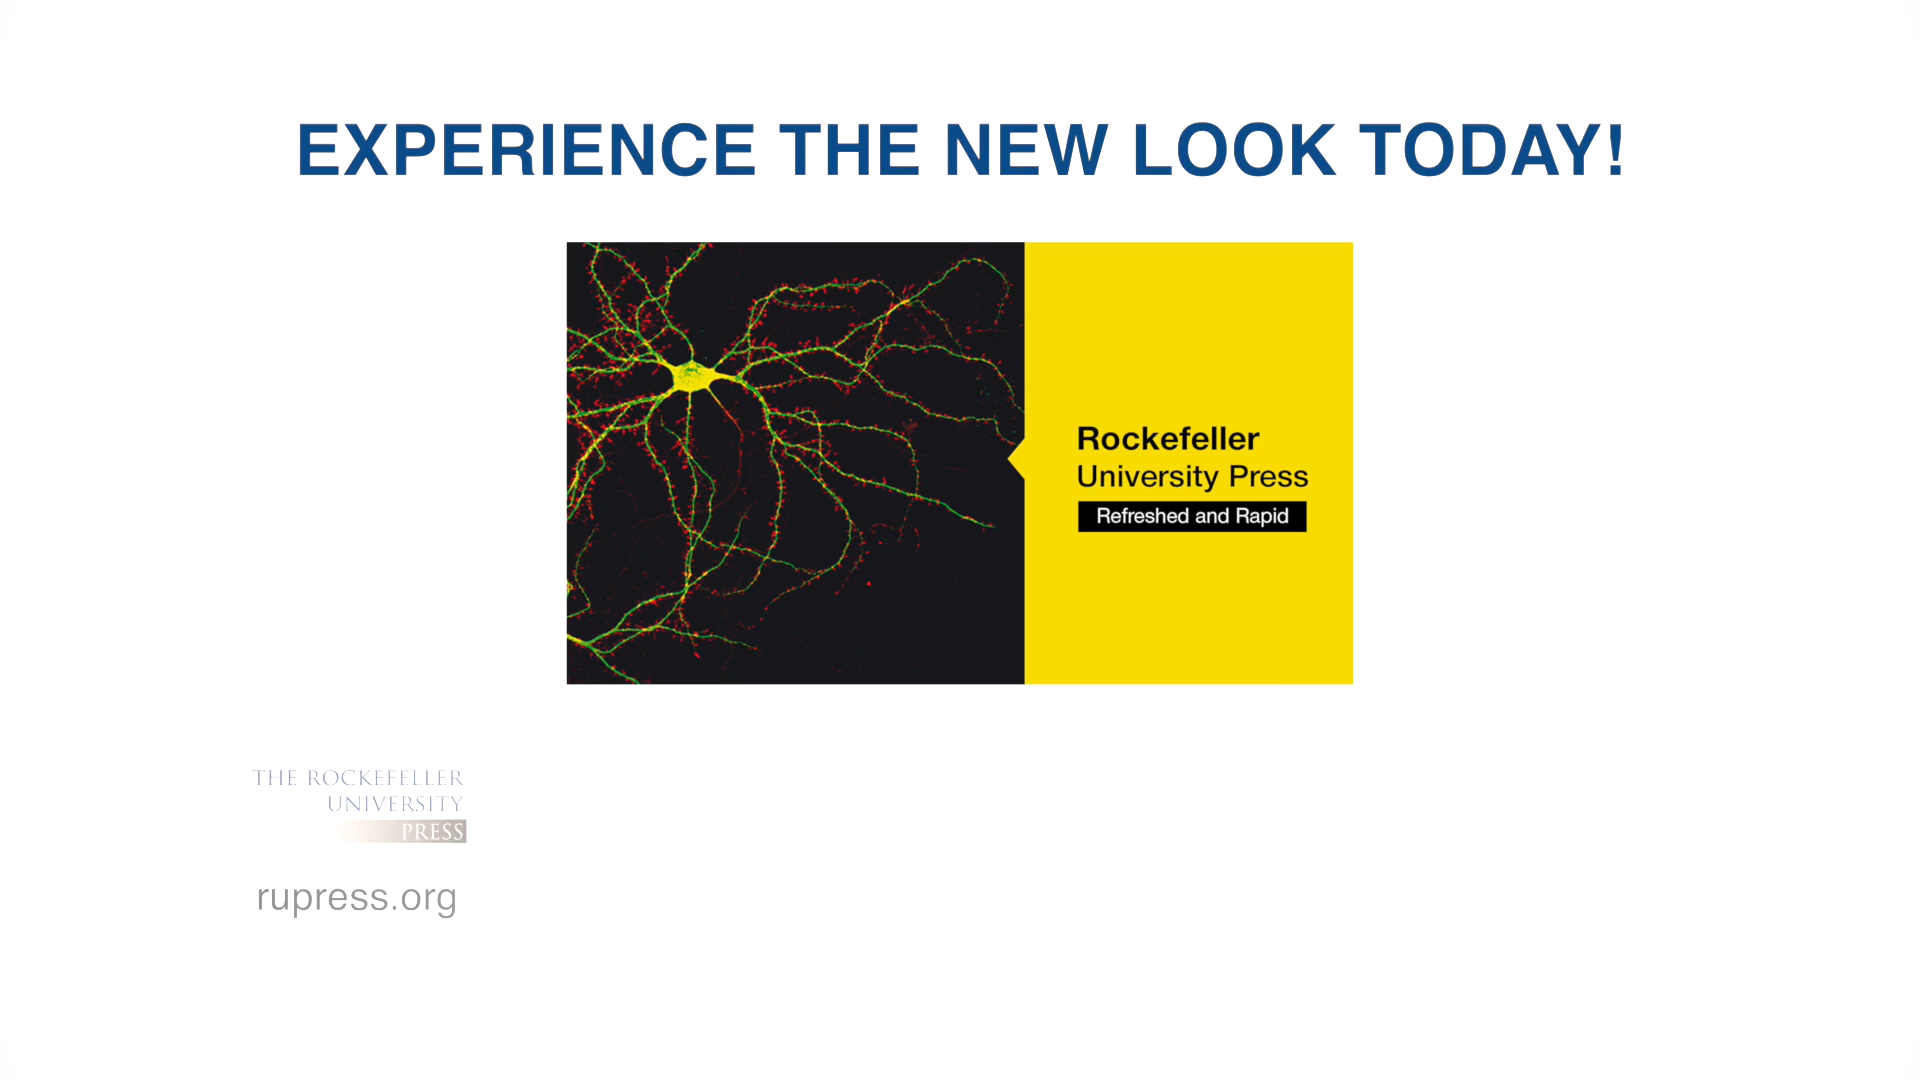 EXPERIENCE THE NEW LOOK TODAY!
Rockefeller
University Press
Refreshed and Rapid
THE ROCKEFELLER
UNIVERSITY
PRESS
rupress.org